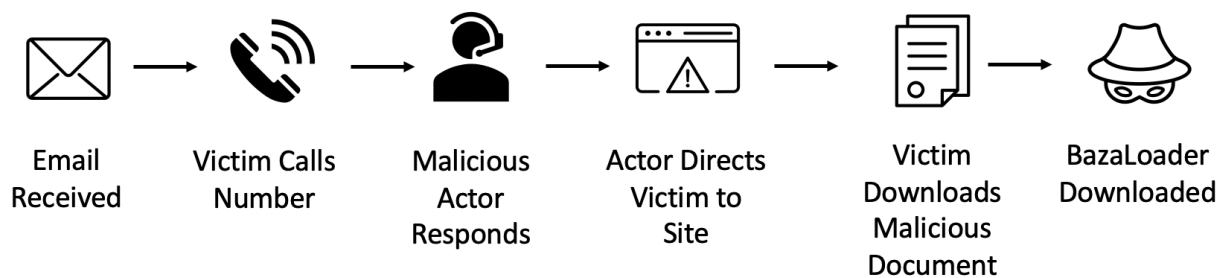 Email
Received
Victim Calls
Number
Malicious
Actor
Responds
Actor Directs
Victim to
Site
Victim
Downloads
Malicious
Document
BazaLoader
Downloaded